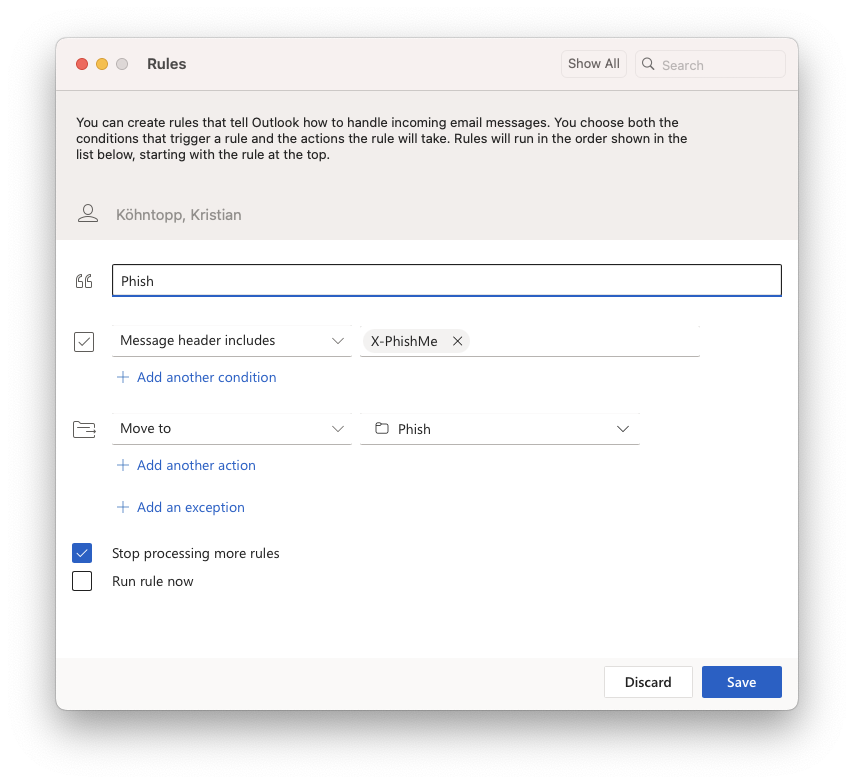 Rules
Show All
Search
You can create rules that tell Outlook how to handle incoming email messages. You choose both the
conditions that trigger a rule and the actions the rule will take. Rules will run in the order shown in the
list below, starting with the rule at the top.
Köhntopp, Kristian
Phish
Message header includes
X-PhishMe
Add another condition
Move to
Phish
Add another action
Add an exception
Stop processing more rules
Run rule now
Discard
Save